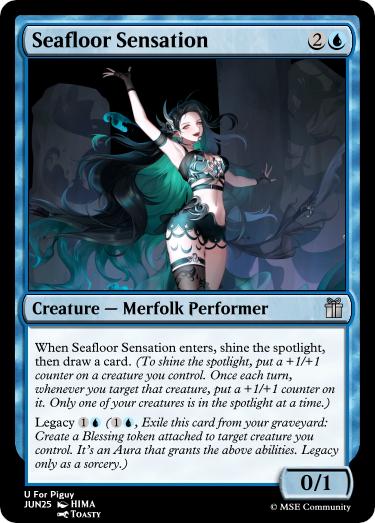 Seafloor Sensation 2
Creature — Merfolk Performer
When Seafloor Sensation enters, shine the spotlight,
then draw a card. (To shine the spotlight, put a +1/+1
counter on a creature you control. Once each turn,
whenever you target that creature, put a +1/+1 counter on
it. Only one of your creatures is in the spotlight at a time.)
Legacy 1 (1, Exile this card from your graveyard:
Create a Blessing token attached to target creature you
control. It's an Aura that grants the above abilities. Legacy
only as a sorcery.)
0/1
U For Piguy
JUN25 HIMA © MSE Community
Toasty